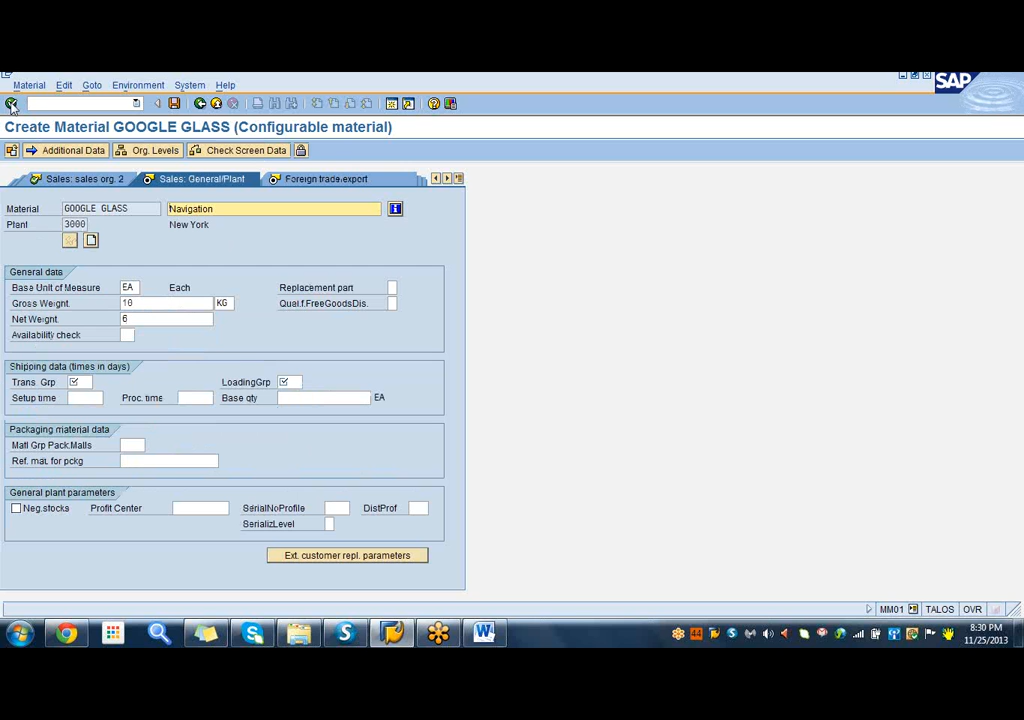 Material Edit Goto Environment System Help
SAP
Create Material GOOGLE GLASS (Configurable material)
Additional Data Org. Levels Check Screen Data
Sales: sales org. 2 Sales: General/Plant Foreign trade export
Material GOOGLE GLASS Navigation
Plant 3000 New York
General data
Base Unit of Measure EA Each Replacement part
Gross Weight. 10 KG Qual.f.FreeGoodsDis.
Net Weight. 6
Availability check
Shipping data (times in days)
Trans. Grp LoadingGrp
Setup time Proc. time Base qty EA
Packaging material data
Matl Grp Pack.Matls
Ref. mat. for pckg
General plant parameters
Neg.stocks Profit Center SerialNoProfile DistProf
SerializLevel
Ext. customer repl. parameters
MM01 TALOS OVR
44
8:30 PM
11/25/2013